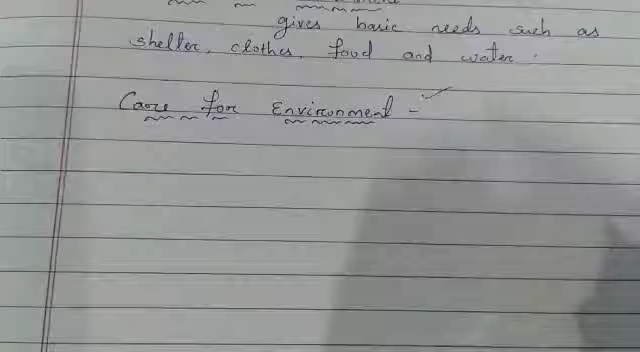 gives basic needs such as
shelter, clothes, food and water.
Care for Environment -